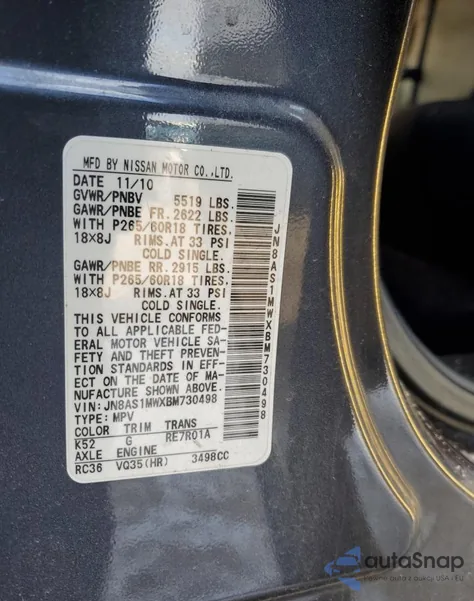 MFD BY NISSAN MOTOR CO., LTD.
DATE 11/10
GVWR/PNBV 5519 LBS.
GAWR/PNBE FR. 2622 LBS.
WITH P265/60R18 TIRES.
18X8J RIMS. AT 33 PSI
COLD SINGLE.
GAWR/PNBE RR. 2915 LBS.
WITH P265/60R18 TIRES.
18X8J RIMS. AT 33 PSI
COLD SINGLE.
THIS VEHICLE CONFORMS
TO ALL APPLICABLE FED-
ERAL MOTOR VEHICLE SA-
FETY AND THEFT PREVEN-
TION STANDARDS IN EFF-
ECT ON THE DATE OF MA-
NUFACTURE SHOWN ABOVE.
VIN: JN8AS1MWXBM730498
TYPE: MPV
COLOR TRIM TRANS
K52 G RE7R01A
AXLE ENGINE
RC36 VQ35(HR) 3498CC
JN8AS1MWXBM730498
autoSnap